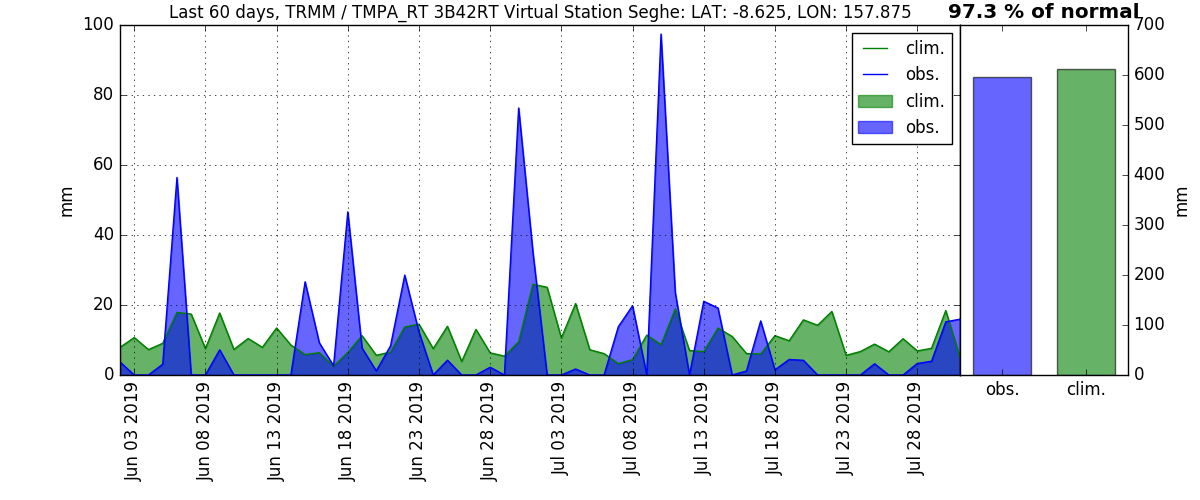 Last 60 days, TRMM / TMPA_RT 3B42RT Virtual Station Seghe: LAT: -8.625, LON: 157.875
97.3 % of normal
100
80
60
40
20
0
mm
clim.
obs.
clim.
obs.
700
600
500
400
300
200
100
0
mm
obs.
clim.
Jun 03 2019
Jun 08 2019
Jun 13 2019
Jun 18 2019
Jun 23 2019
Jun 28 2019
Jul 03 2019
Jul 08 2019
Jul 13 2019
Jul 18 2019
Jul 23 2019
Jul 28 2019